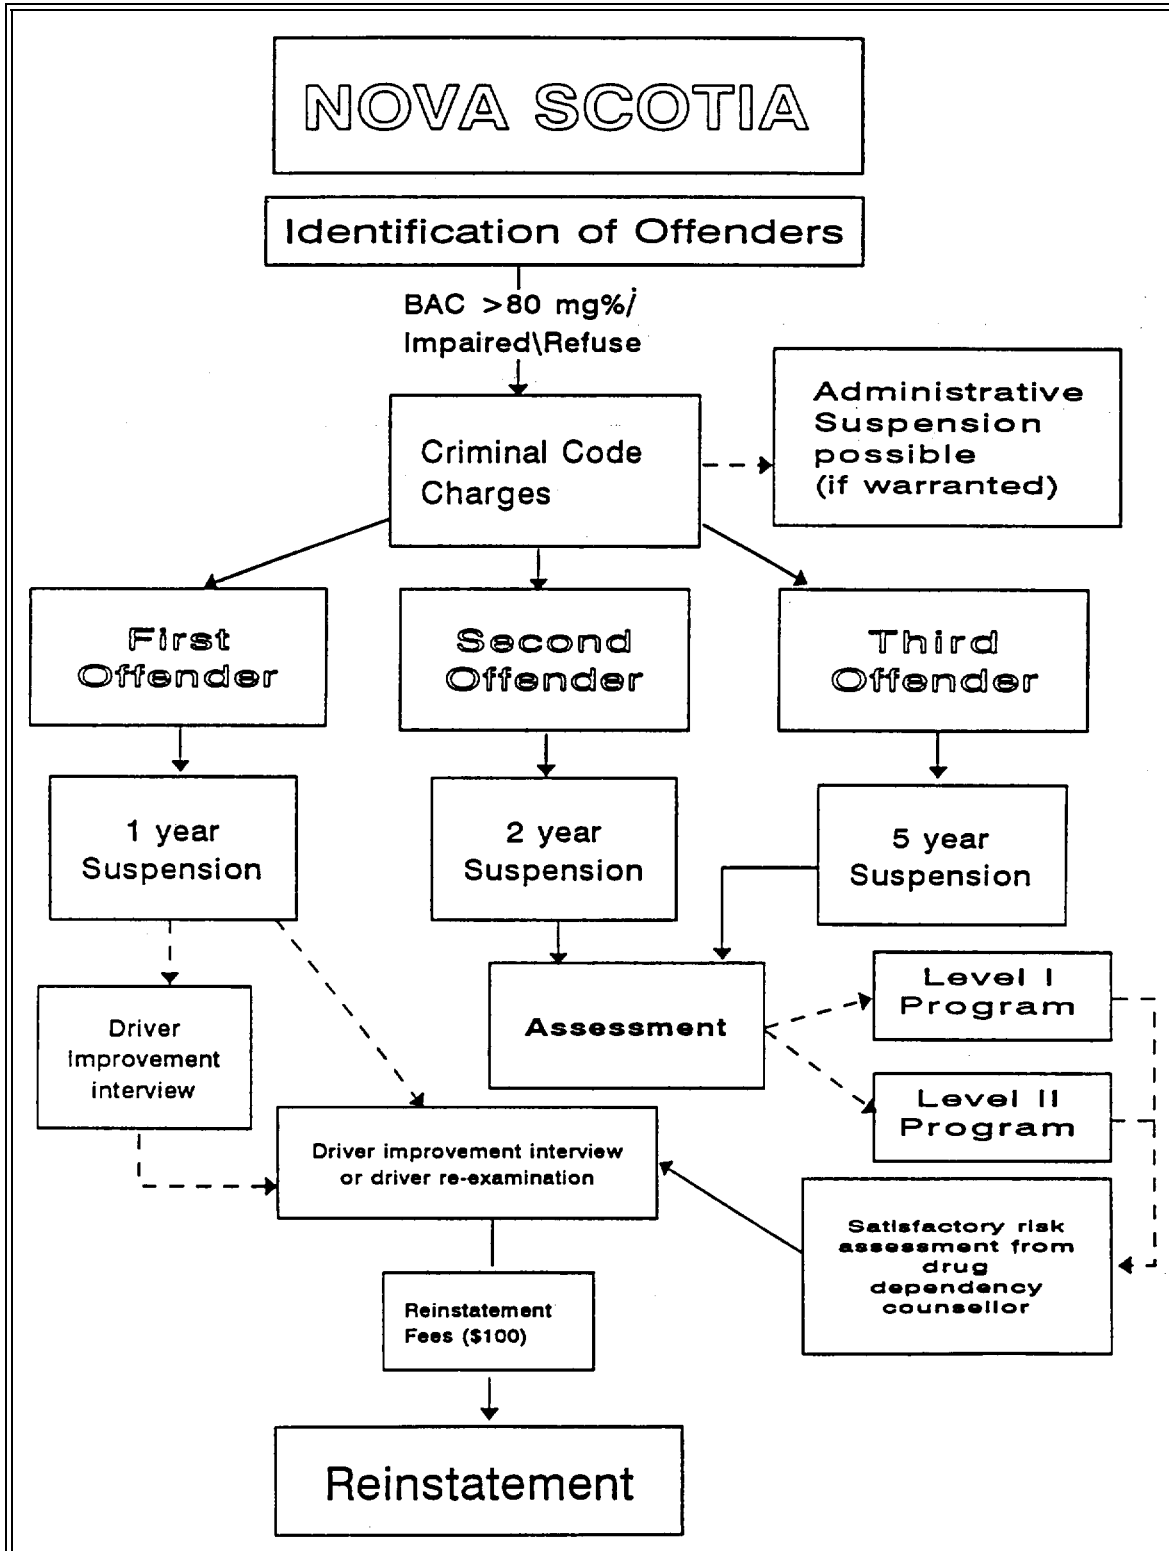 NOVA SCOTIA
Identification of Offenders
BAC >80 mg%/
Impaired\Refuse
Administrative
Suspension
possible
(if warranted)
Criminal Code
Charges
First
Offender
Second
Offender
Third
Offender
1 year
Suspension
2 year
Suspension
5 year
Suspension
Driver
improvement
interview
Assessment
Level I
Program
Level II
Program
Driver improvement interview
or driver re-examination
Satisfactory risk
assessment from
drug
dependency
counsellor
Reinstatement
Fees ($100)
Reinstatement